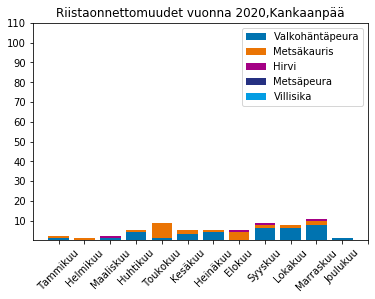 Riistaonnettomuudet vuonna 2020,Kankaanpää
Valkohäntäpeura
Metsäkauris
Hirvi
Metsäpeura
Villisika
110
100
90
80
70
60
50
40
30
20
10
Tammikuu
Helmikuu
Maaliskuu
Huhtikuu
Toukokuu
Kesäkuu
Heinäkuu
Elokuu
Syyskuu
Lokakuu
Marraskuu
Joulukuu